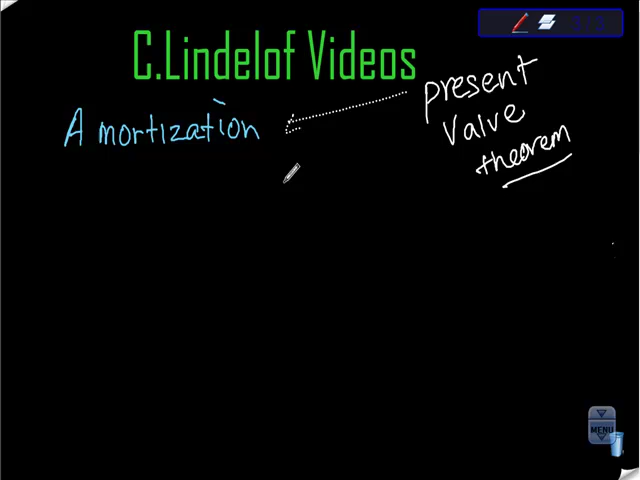 C.Lindelof Videos
Amortization
present
Valve
theorem
MENU